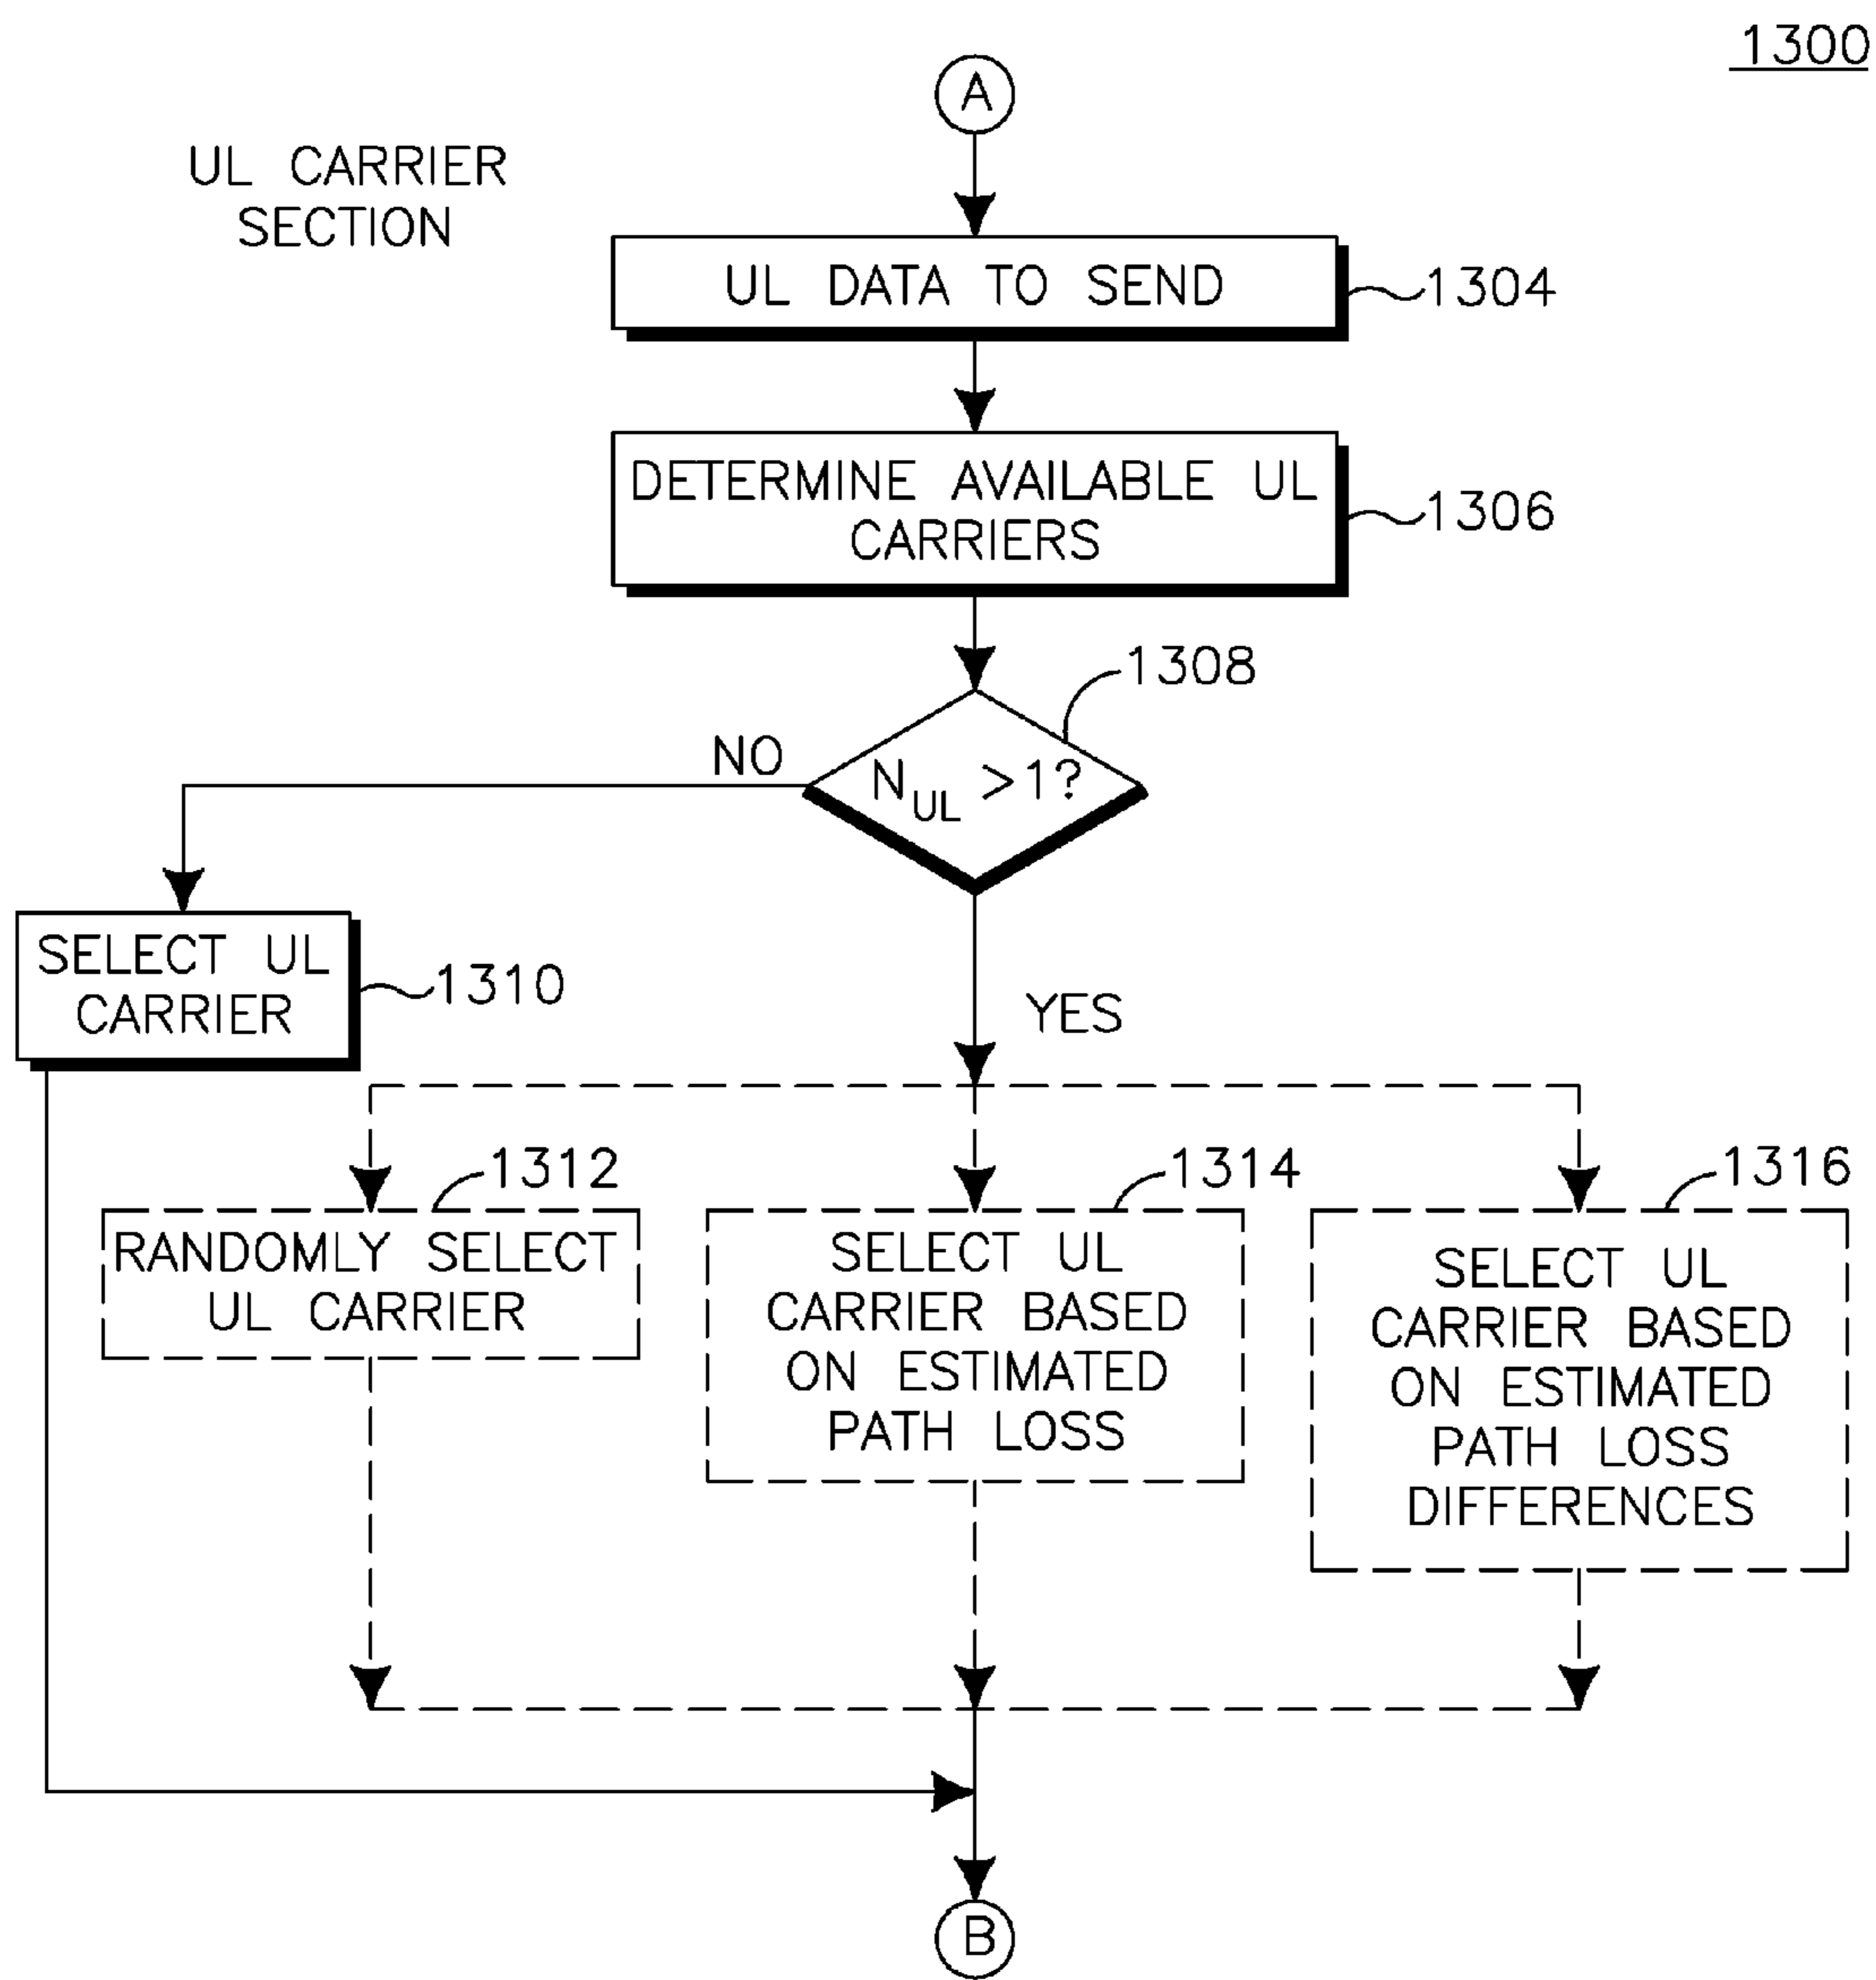 1300
A
UL CARRIER
SECTION
UL DATA TO SEND
1304
DETERMINE AVAILABLE UL
CARRIERS
1306
1308
NO
N_UL >1?
SELECT UL
CARRIER
1310
YES
1312
RANDOMLY SELECT
UL CARRIER
1314
SELECT UL
CARRIER BASED
ON ESTIMATED
PATH LOSS
1316
SELECT UL
CARRIER BASED
ON ESTIMATED
PATH LOSS
DIFFERENCES
B